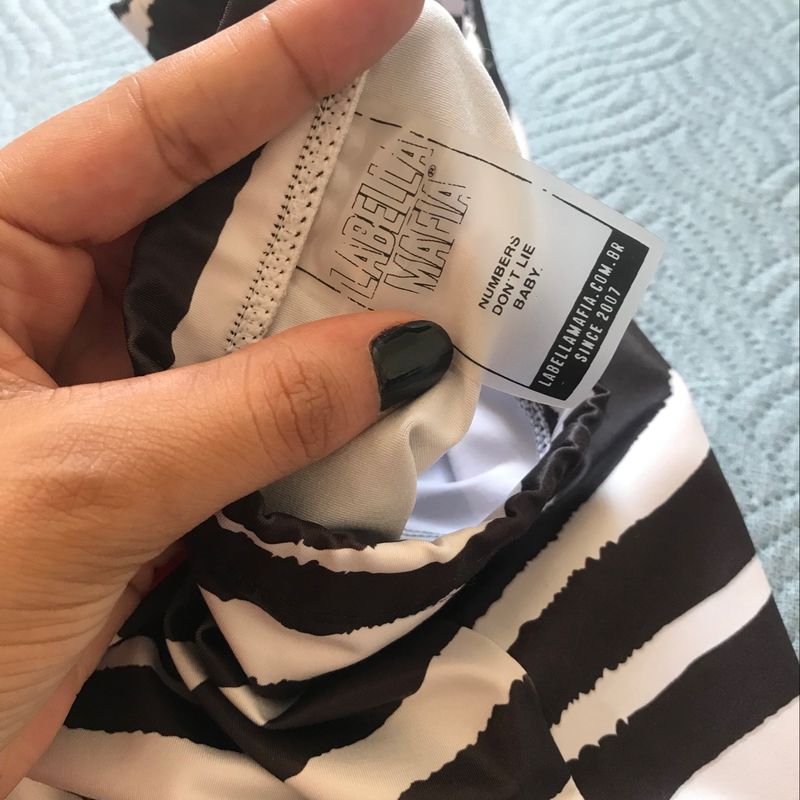 LABELLA
MAFIA®
NUMBERS
DON'T LIE
BABY.
LABELLAMAFIA.COM.BR
SINCE 2007